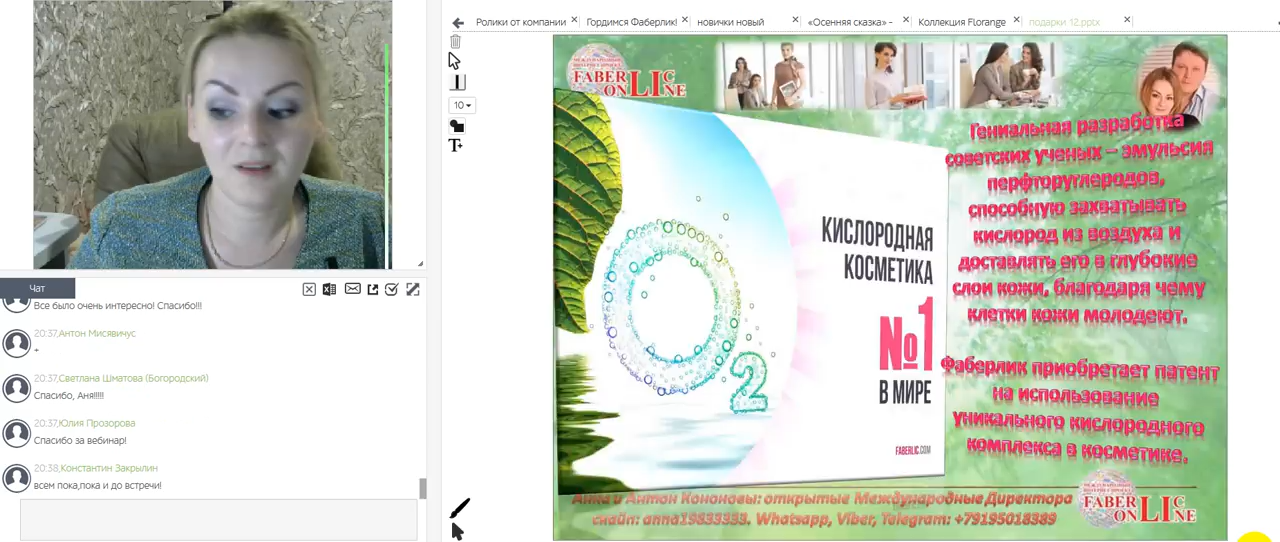 Ролики от компании
Гордимся Фаберлик!
новички новый
«Осенняя сказка» -
Коллекция Florange
подарки 12.pptx
10
T+
Чат
Все было очень интересно! Спасибо!!!
20:37,Антон Мисявичус
+
20:37,Светлана Шматова (Богородский)
Спасибо, Аня!!!!!
20:37,Юлия Прозорова
Спасибо за вебинар!
20:38,Константин Закрылин
всем пока,пока и до встречи!
FABERLIC
ONLINE
O2
КИСЛОРОДНАЯ
КОСМЕТИКА
№1
В МИРЕ
FABERLIC.COM
Гениальная разработка
советских ученых – эмульсия
перфторуглеродов,
способную захватывать
кислород из воздуха и
доставлять его в глубокие
слои кожи, благодаря чему
клетки кожи молодеют.
Фаберлик приобретает патент
на использование
уникального кислородного
комплекса в косметике.
Анна и Антон Кононовы: открытые Международные Директора
скайп: anna19833333. Whatsapp, Viber, Telegram: +79195018389
FABERLIC
ONLINE